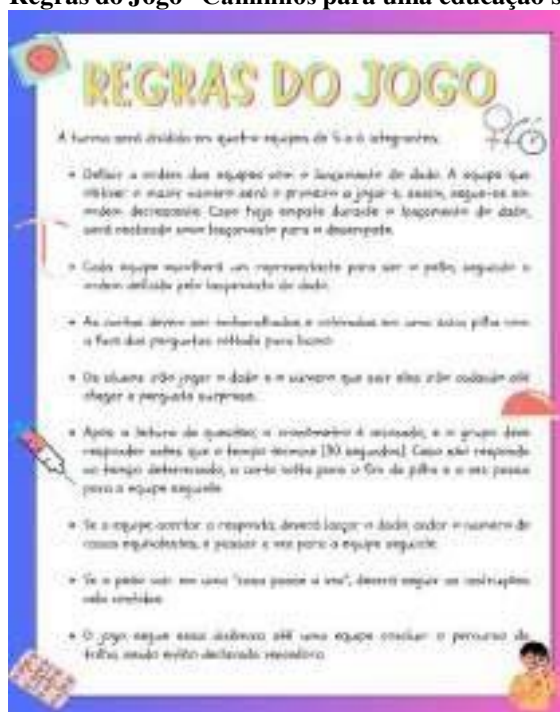 Regras do Jogo "Caminhos para uma educação s
REGRAS DO JOGO
A turma será dividida em quatro equipes de 5 a 6 integrantes.
• Definir a ordem das equipes com o lançamento do dado. A equipe que
obtiver o maior número será a primeira a jogar e, assim, segue-se em
ordem decrescente. Caso haja empate durante o lançamento do dado,
será realizado lançamento para o desempate.
• Cada equipe escolherá um representante para ser o peão, seguindo a
ordem definida pelo lançamento do dado.
• As cartas devem ser embaralhadas e colocadas em uma única pilha com
a face das perguntas voltada para baixo.
• Os alunos irão jogar o dado e o número que sair eles irão até
chegar a pergunta surpresa.
• Após a leitura da questão, o cronômetro é acionado, e o grupo deve
responder antes que o tempo termine (30 segundos). Caso não responda
no tempo determinado, a carta volta para o fim da pilha e a vez passa
para a equipe seguinte.
• Se a equipe acertar a resposta, deverá lançar o dado, andar o número de
casas equivalentes, e passar a vez para a equipe seguinte.
• Se o peão cair em uma "casa passe a vez", deverá seguir as instruções
nela contidas.
• O jogo segue essa dinâmica até uma equipe concluir o percurso da
trilha, sendo então declarada vencedora.